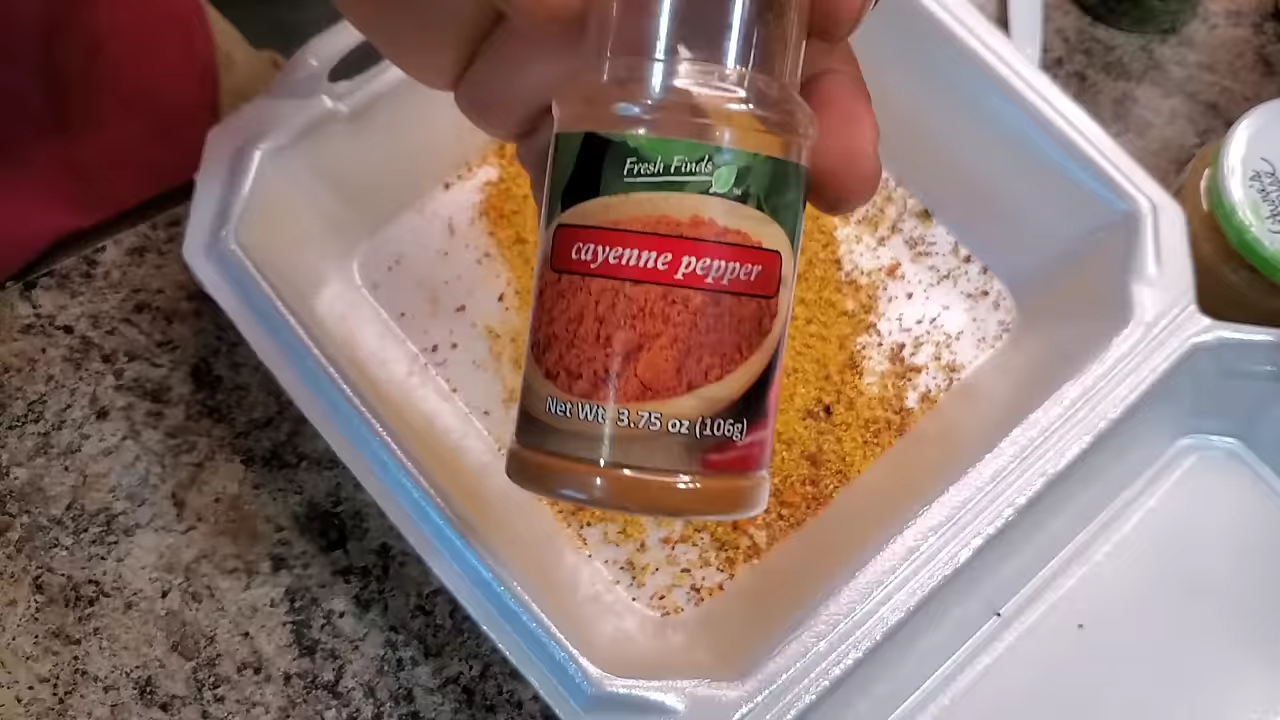 Fresh Finds
cayenne pepper
Net Wt. 3.75 oz (106g)